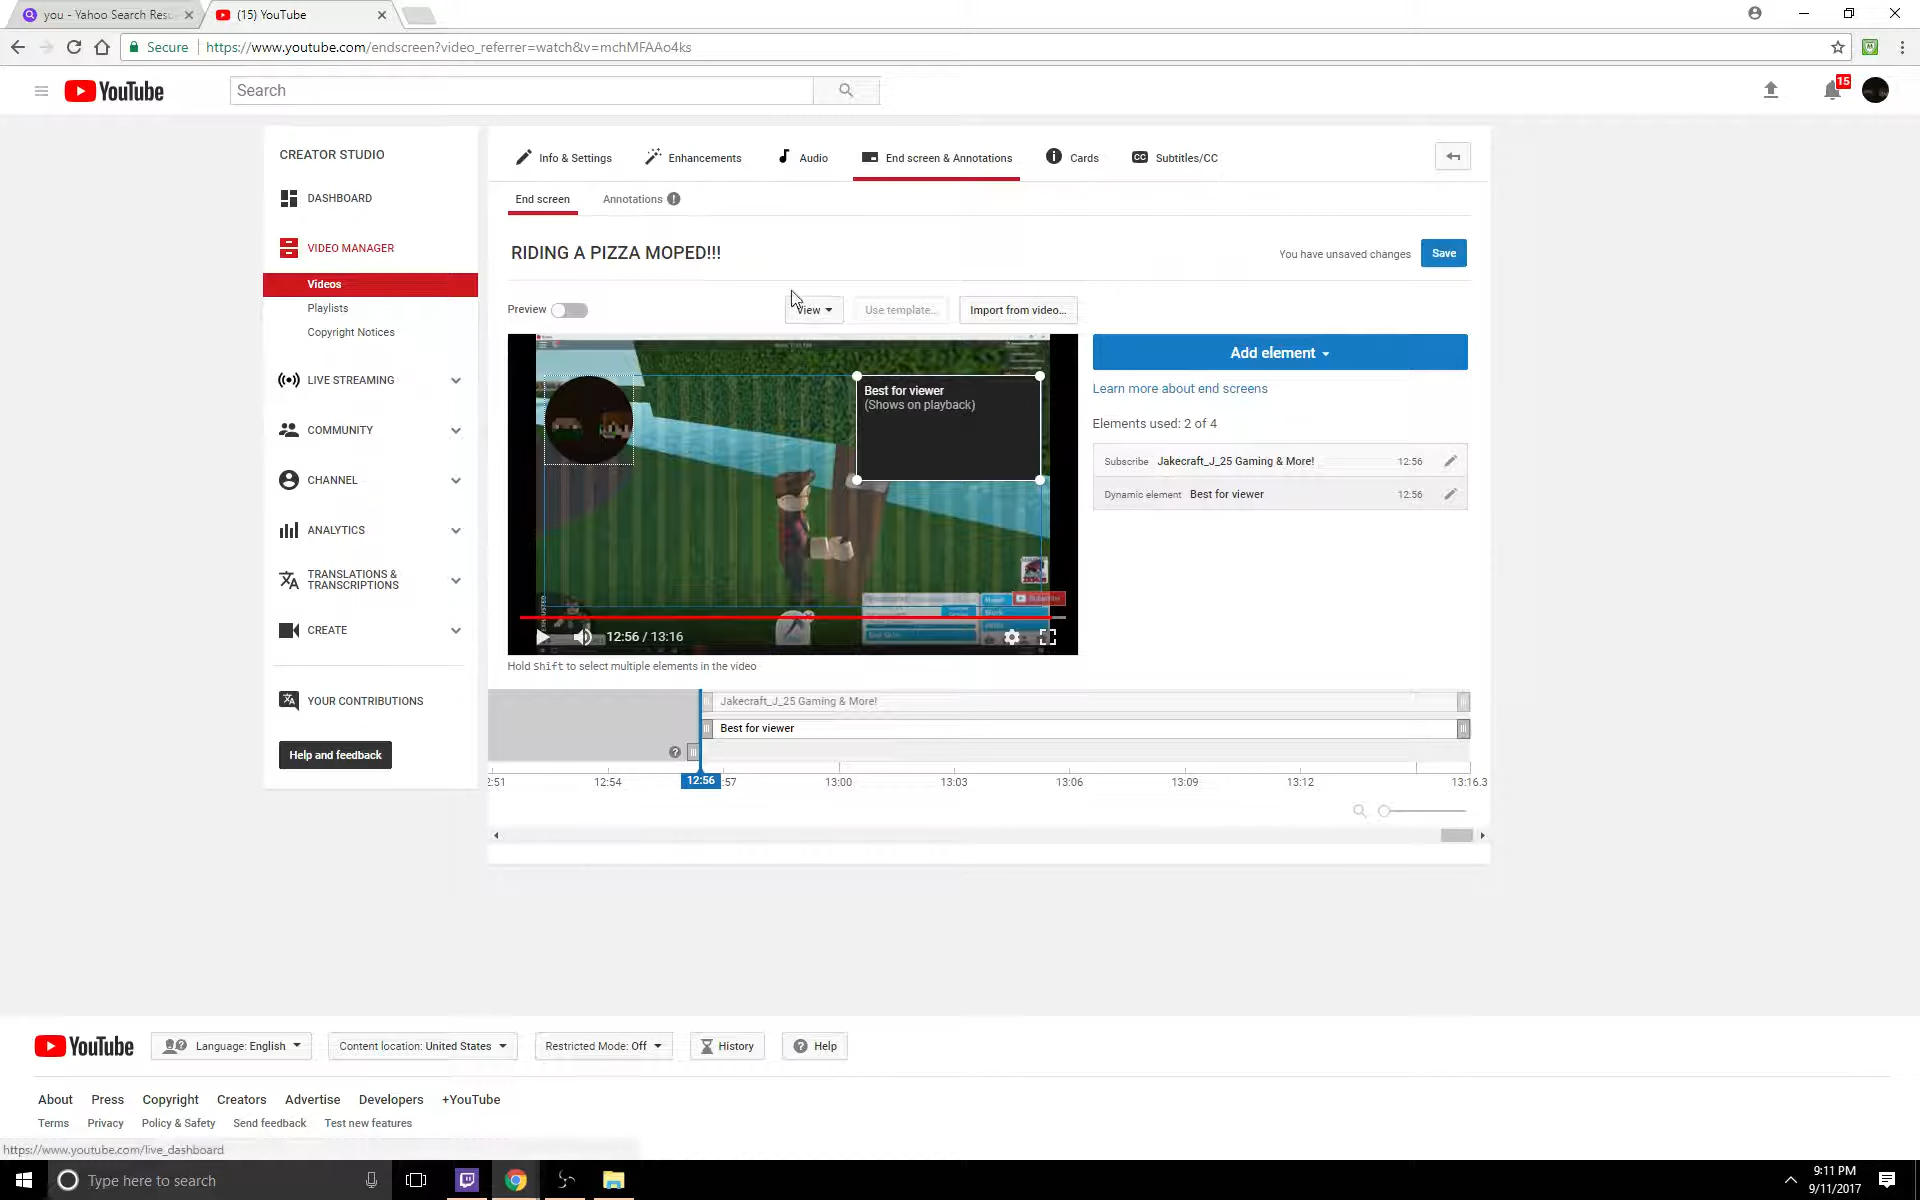 you - Yahoo Search Resu
(15) YouTube
Secure
https://www.youtube.com/endscreen?video_referrer=watch&v=mchMFAAo4ks
YouTube
Search
15
CREATOR STUDIO
DASHBOARD
VIDEO MANAGER
Videos
Playlists
Copyright Notices
LIVE STREAMING
COMMUNITY
CHANNEL
ANALYTICS
TRANSLATIONS &
TRANSCRIPTIONS
CREATE
YOUR CONTRIBUTIONS
Help and feedback
Info & Settings
Enhancements
Audio
End screen & Annotations
Cards
CC Subtitles/CC
End screen
Annotations
RIDING A PIZZA MOPED!!!
You have unsaved changes
Save
Preview
View
Use template...
Import from video...
Best for viewer
(Shows on playback)
Subscribe
12:56 / 13:16
Hold Shift to select multiple elements in the video
Add element
Learn more about end screens
Elements used: 2 of 4
Subscribe Jakecraft_J_25 Gaming & More! 12:56
Dynamic element Best for viewer 12:56
Jakecraft_J_25 Gaming & More!
Best for viewer
2:51 12:54 12:56 :57 13:00 13:03 13:06 13:09 13:12 13:16.3
YouTube
Language: English
Content location: United States
Restricted Mode: Off
History
Help
About Press Copyright Creators Advertise Developers +YouTube
Terms Privacy Policy & Safety Send feedback Test new features
https://www.youtube.com/live_dashboard
Type here to search
9:11 PM
9/11/2017